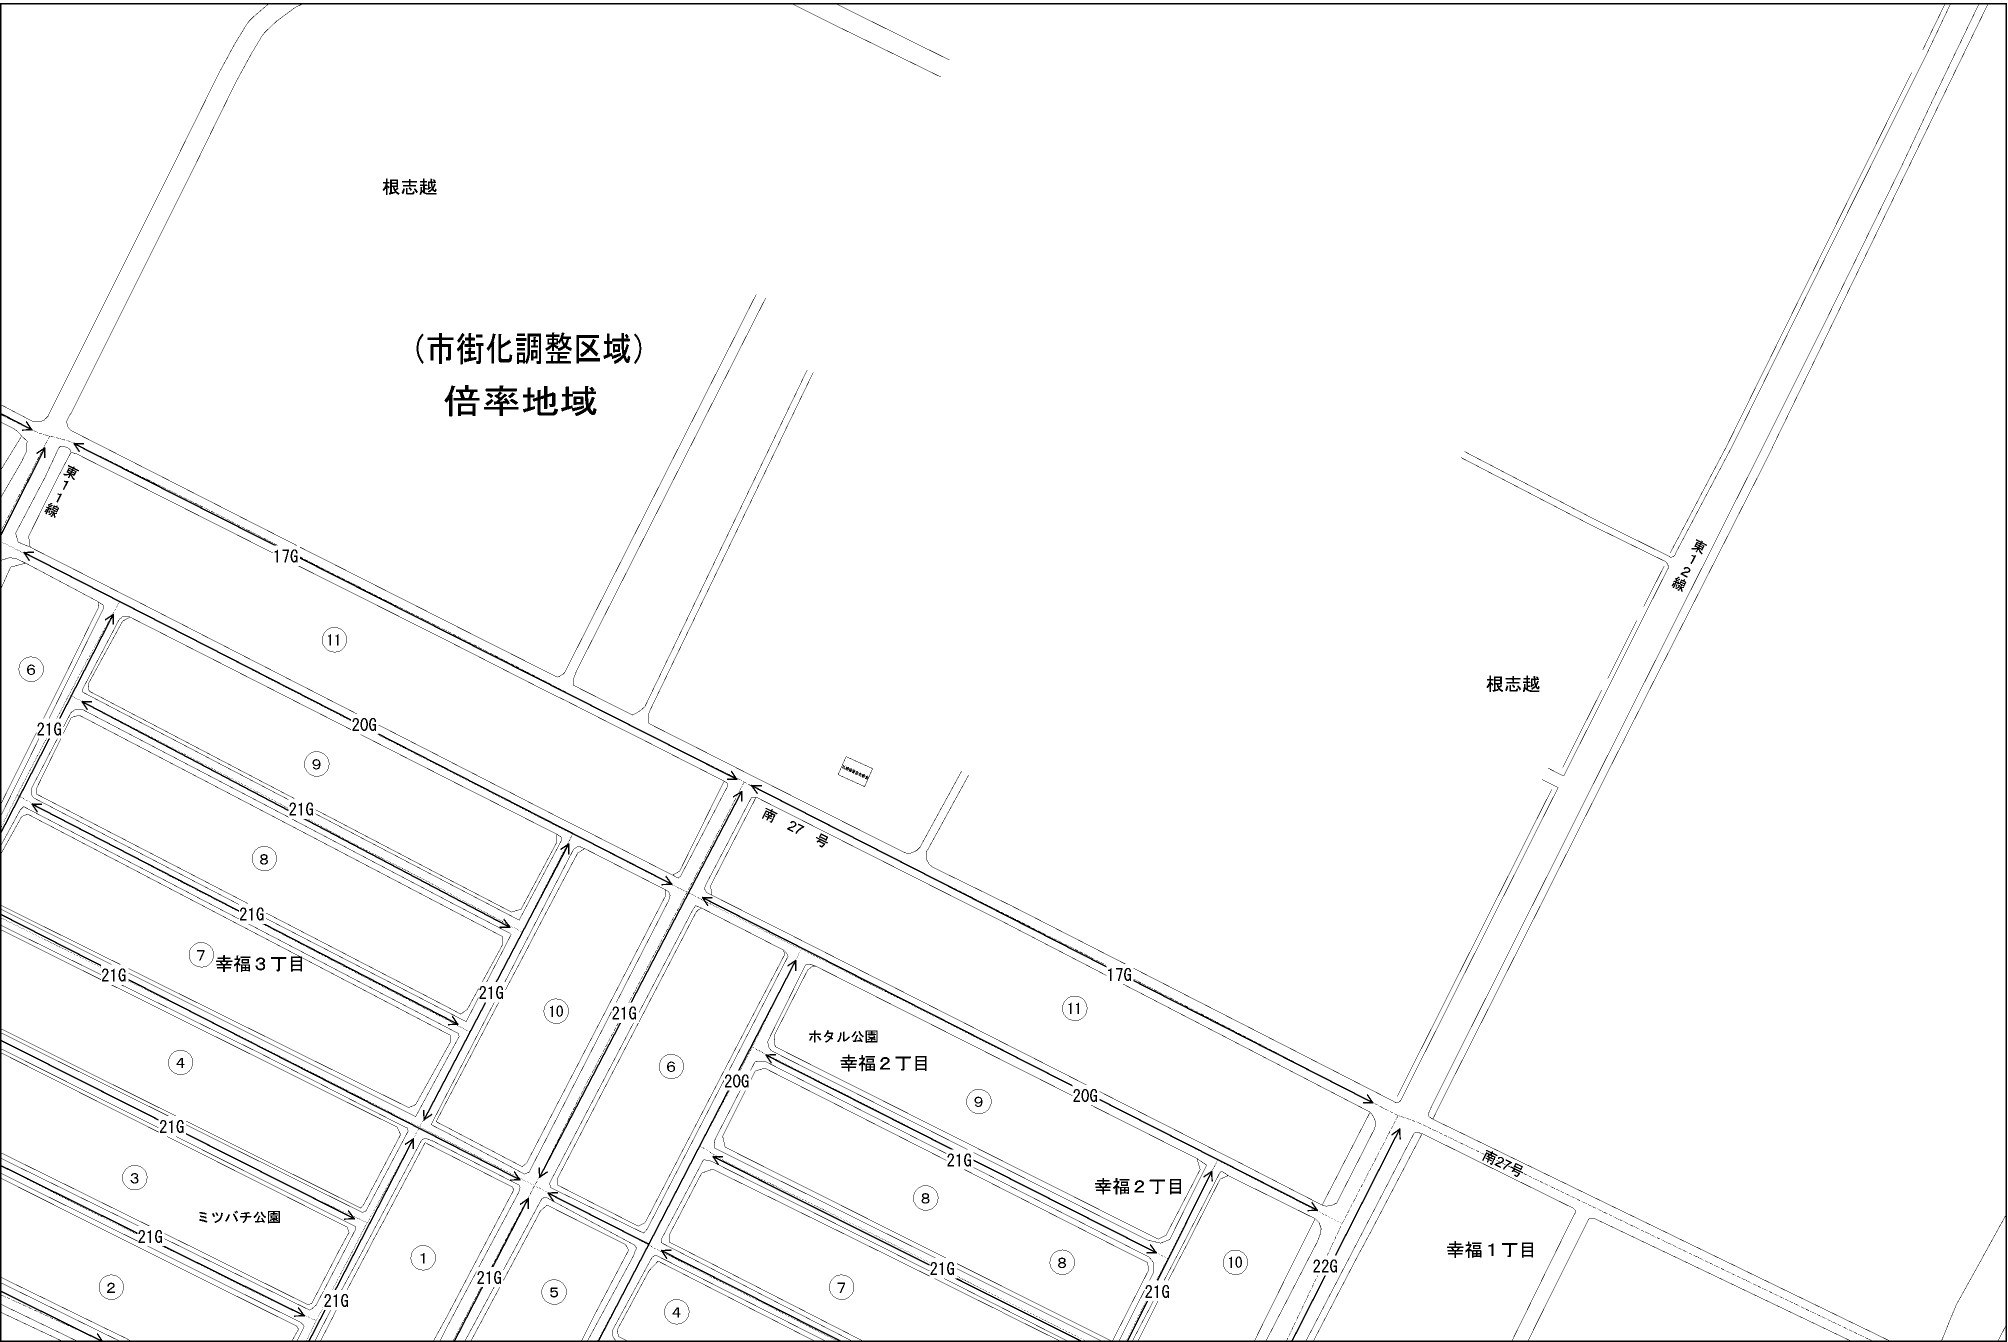 根志越
(市街化調整区域)
倍率地域
東11線
17G
東12線
⑪
⑥
根志越
21G
20G
⑨
21G
南 27 号
⑧
21G
⑦
幸福3丁目
21G
21G
⑩
21G
17G
⑪
ホタル公園
④
幸福2丁目
⑥
20G
20G
⑨
21G
21G
南27号
③
幸福2丁目
⑧
ミツバチ公園
21G
幸福1丁目
①
⑧
⑩
22G
21G
21G
②
⑦
⑤
21G
21G
④